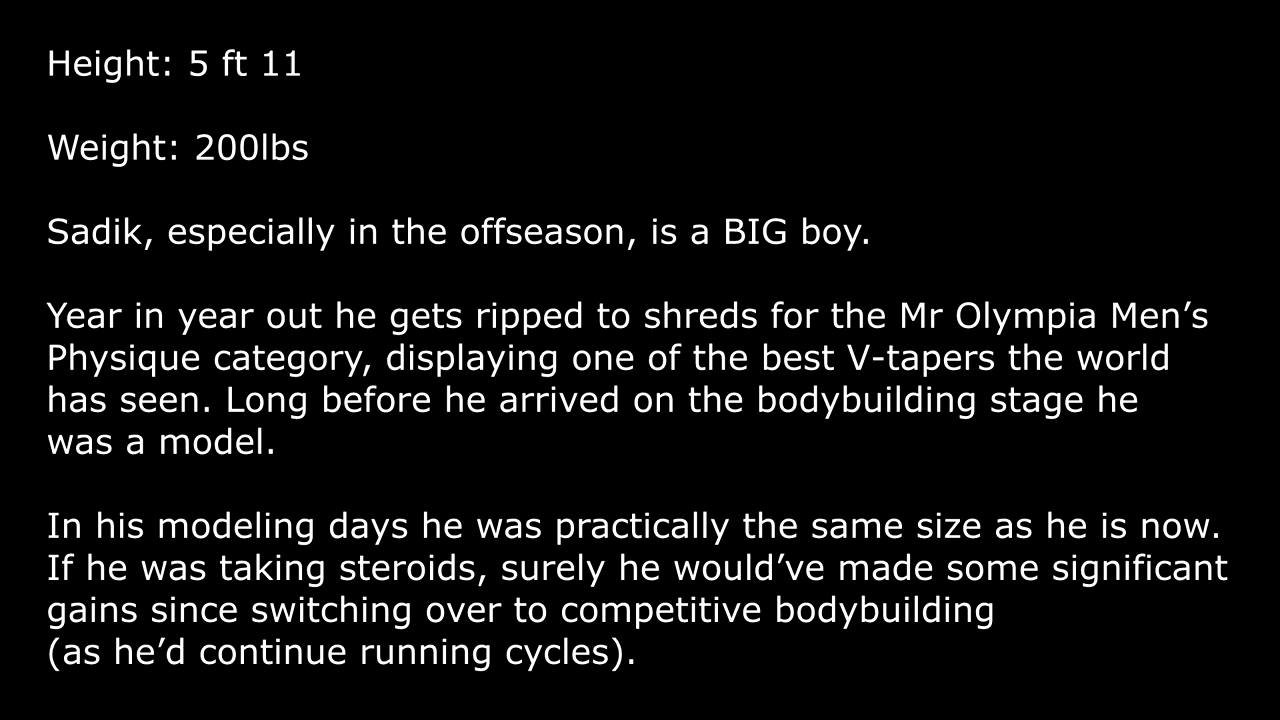 Height: 5 ft 11
Weight: 200lbs
Sadik, especially in the offseason, is a BIG boy.
Year in year out he gets ripped to shreds for the Mr Olympia Men’s
Physique category, displaying one of the best V-tapers the world
has seen. Long before he arrived on the bodybuilding stage he
was a model.
In his modeling days he was practically the same size as he is now.
If he was taking steroids, surely he would’ve made some significant
gains since switching over to competitive bodybuilding
(as he’d continue running cycles).